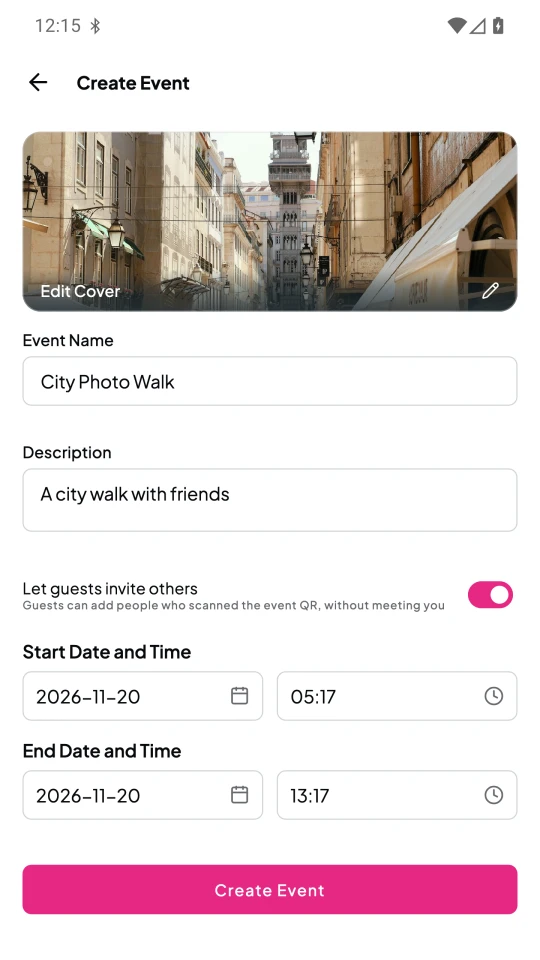 12:15
Create Event
Edit Cover
Event Name
City Photo Walk
Description
A city walk with friends
Let guests invite others
Guests can add people who scanned the event QR, without meeting you
Start Date and Time
2026-11-20
05:17
End Date and Time
2026-11-20
13:17
Create Event